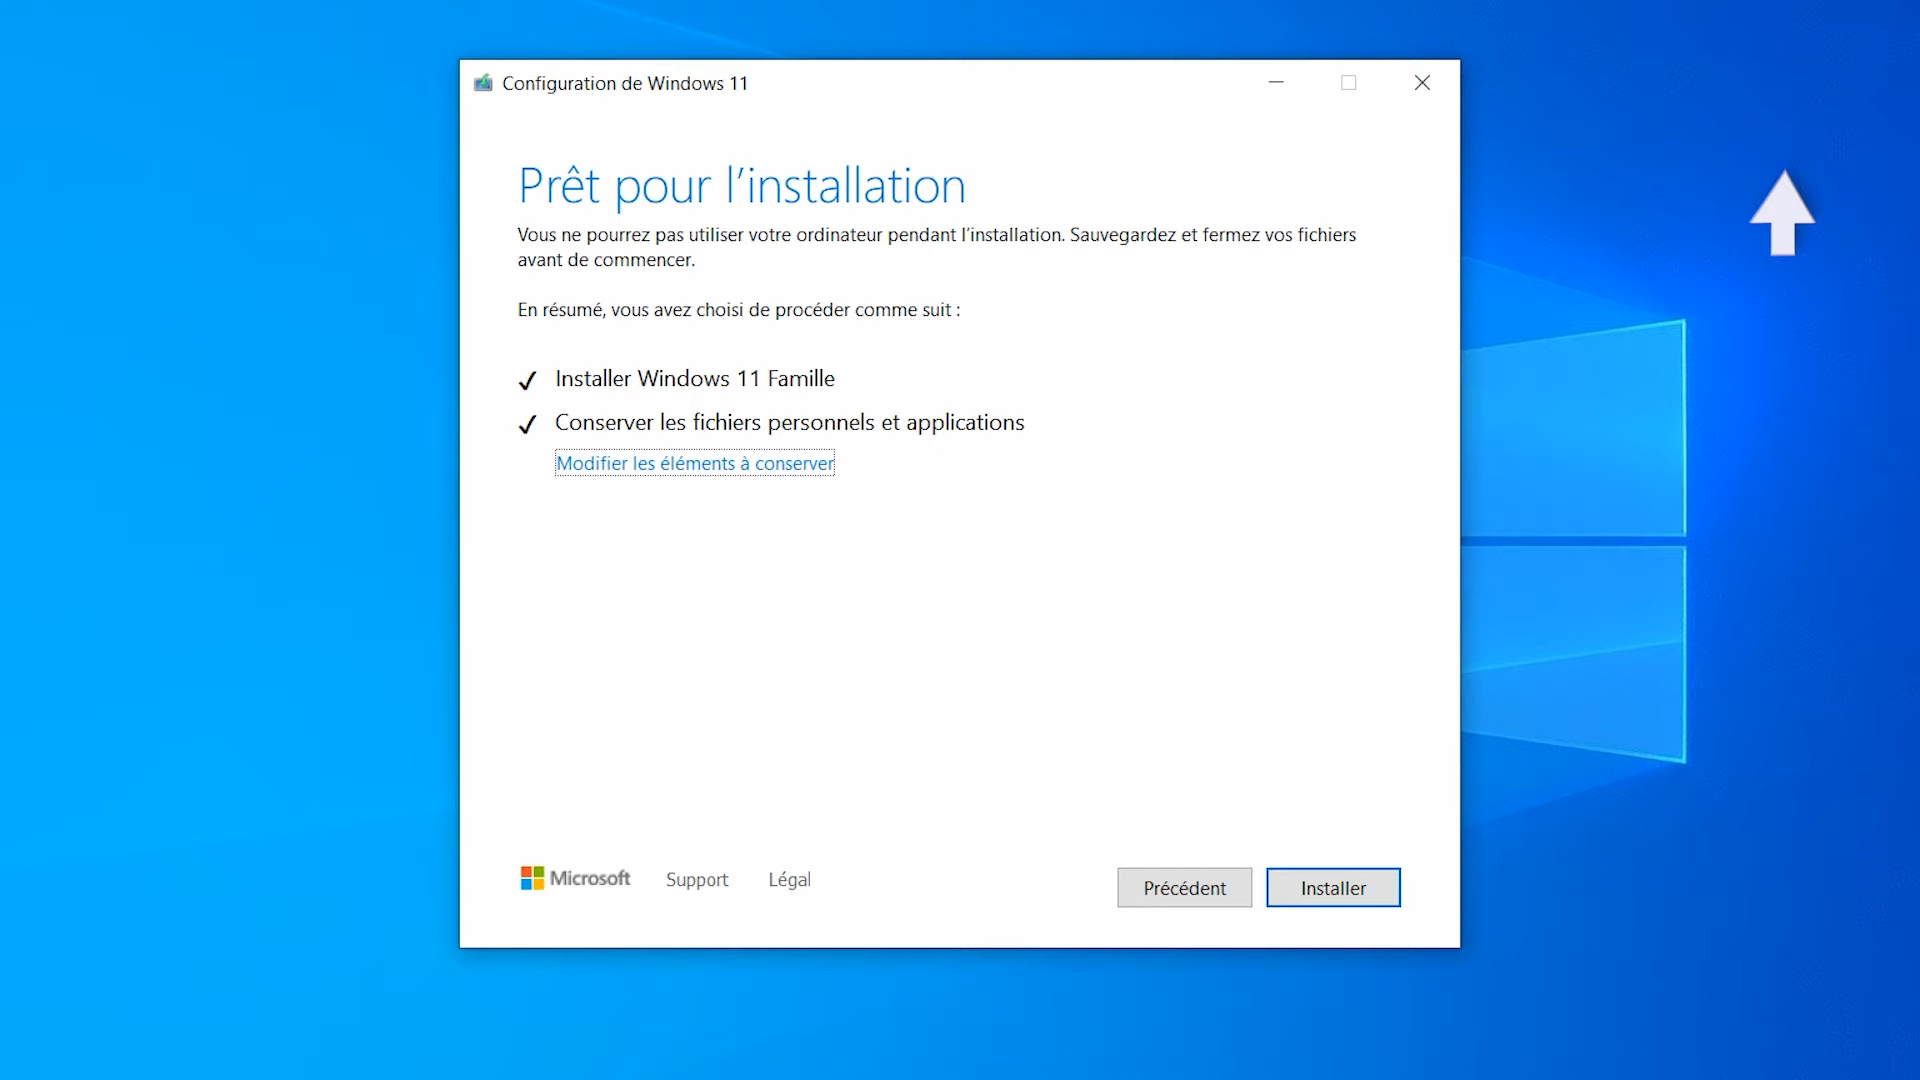 Configuration de Windows 11
Prêt pour l’installation
Vous ne pourrez pas utiliser votre ordinateur pendant l’installation. Sauvegardez et fermez vos fichiers
avant de commencer.
En résumé, vous avez choisi de procéder comme suit :
Installer Windows 11 Famille
Conserver les fichiers personnels et applications
Modifier les éléments à conserver
Microsoft Support Légal Précédent Installer